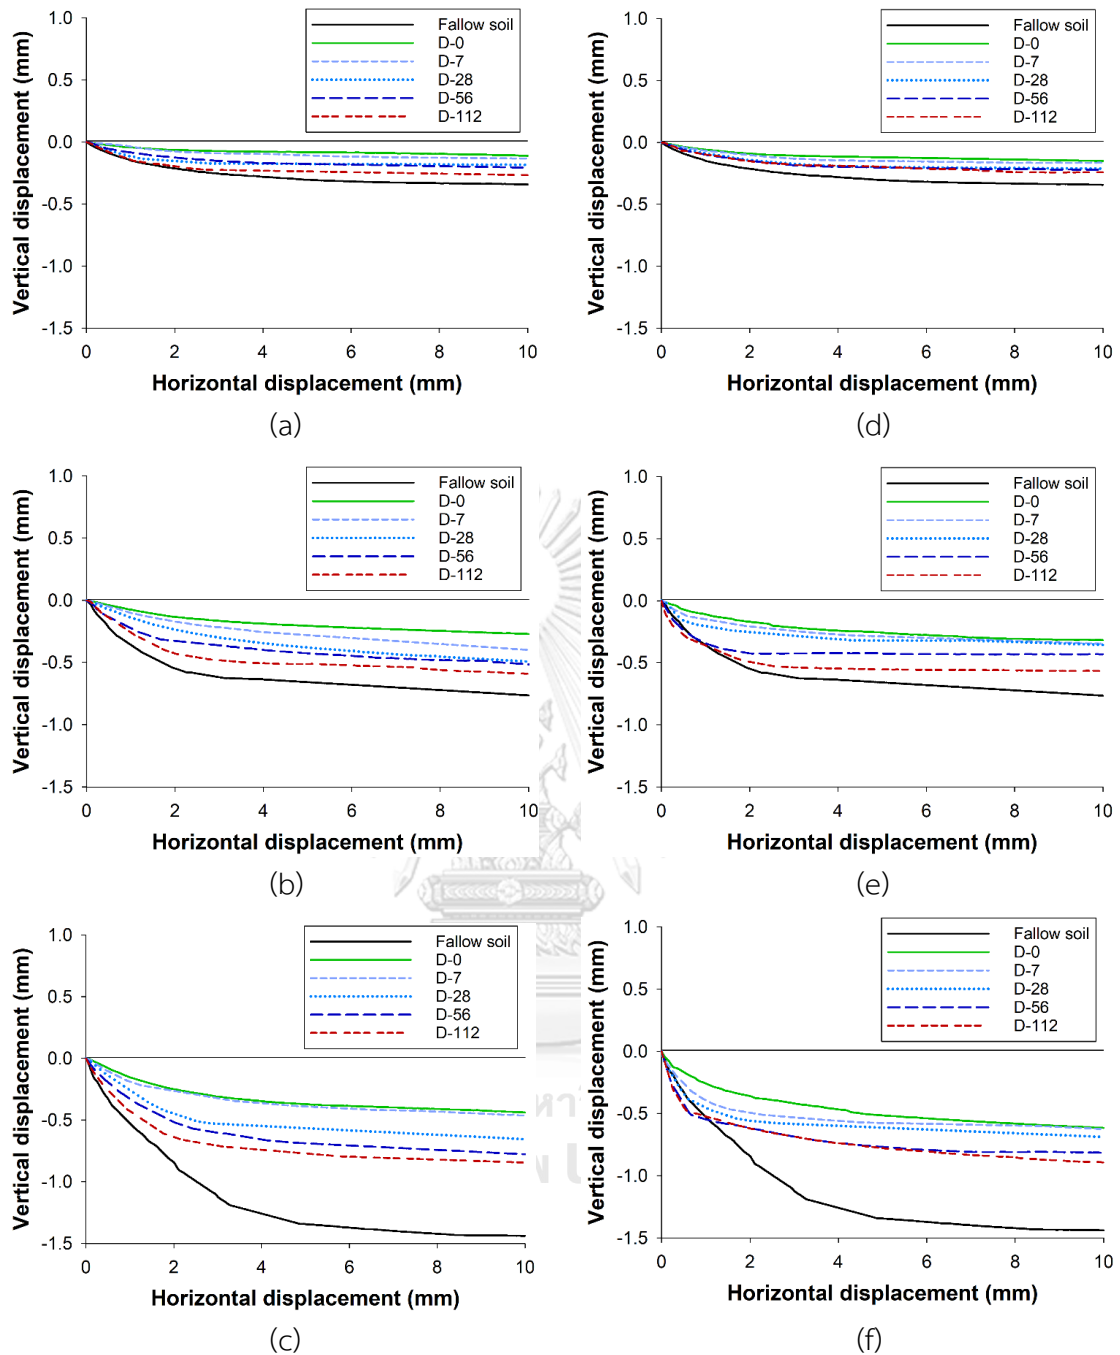 Vertical displacement (mm)
1.0
0.5
0.0
-0.5
-1.0
-1.5
Fallow soil
D-0
D-7
D-28
D-56
D-112
0 2 4 6 8 10
Horizontal displacement (mm)
(a)
Vertical displacement (mm)
1.0
0.5
0.0
-0.5
-1.0
-1.5
Fallow soil
D-0
D-7
D-28
D-56
D-112
0 2 4 6 8 10
Horizontal displacement (mm)
(d)
Vertical displacement (mm)
1.0
0.5
0.0
-0.5
-1.0
-1.5
Fallow soil
D-0
D-7
D-28
D-56
D-112
0 2 4 6 8 10
Horizontal displacement (mm)
(b)
Vertical displacement (mm)
1.0
0.5
0.0
-0.5
-1.0
-1.5
Fallow soil
D-0
D-7
D-28
D-56
D-112
0 2 4 6 8 10
Horizontal displacement (mm)
(e)
Vertical displacement (mm)
1.0
0.5
0.0
-0.5
-1.0
-1.5
Fallow soil
D-0
D-7
D-28
D-56
D-112
0 2 4 6 8 10
Horizontal displacement (mm)
(c)
Vertical displacement (mm)
1.0
0.5
0.0
-0.5
-1.0
-1.5
Fallow soil
D-0
D-7
D-28
D-56
D-112
0 2 4 6 8 10
Horizontal displacement (mm)
(f)